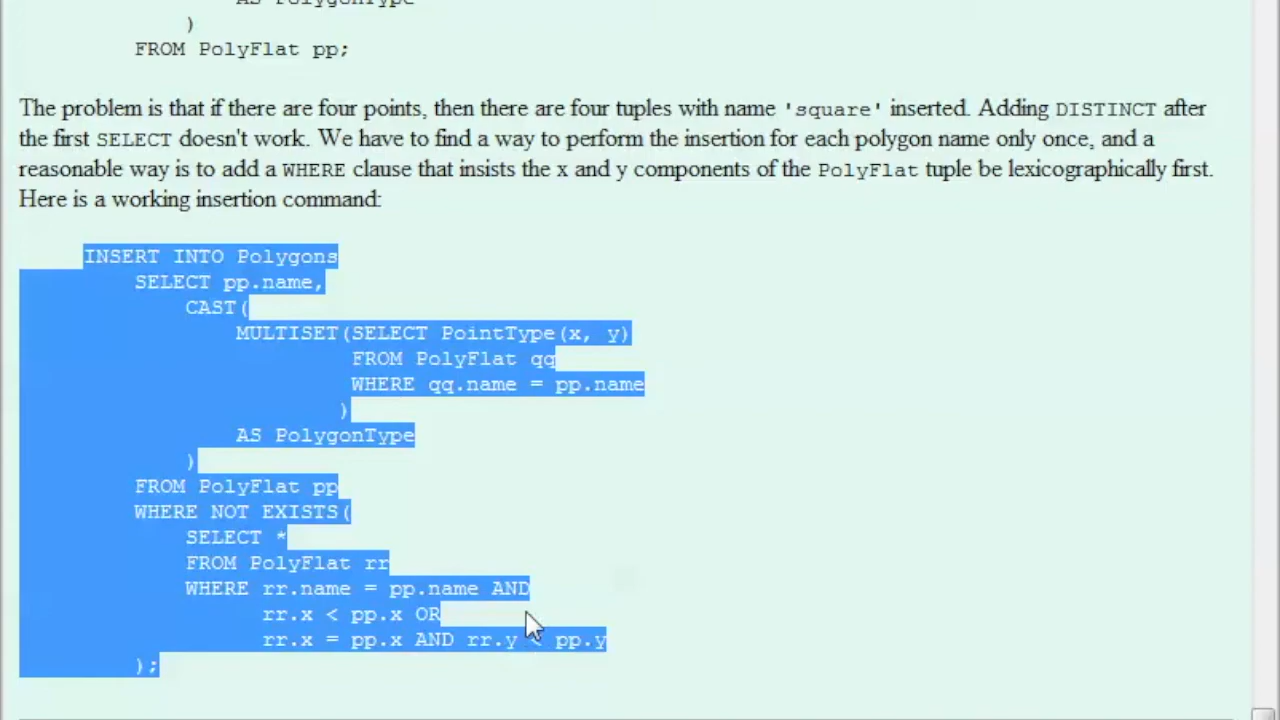 AS PolygonType
)
FROM PolyFlat pp;
The problem is that if there are four points, then there are four tuples with name 'square' inserted. Adding DISTINCT after
the first SELECT doesn't work. We have to find a way to perform the insertion for each polygon name only once, and a
reasonable way is to add a WHERE clause that insists the x and y components of the PolyFlat tuple be lexicographically first.
Here is a working insertion command:
INSERT INTO Polygons
SELECT pp.name,
CAST(
MULTISET(SELECT PointType(x, y)
FROM PolyFlat qq
WHERE qq.name = pp.name
)
AS PolygonType
)
FROM PolyFlat pp
WHERE NOT EXISTS(
SELECT *
FROM PolyFlat rr
WHERE rr.name = pp.name AND
rr.x < pp.x OR
rr.x = pp.x AND rr.y < pp.y
);